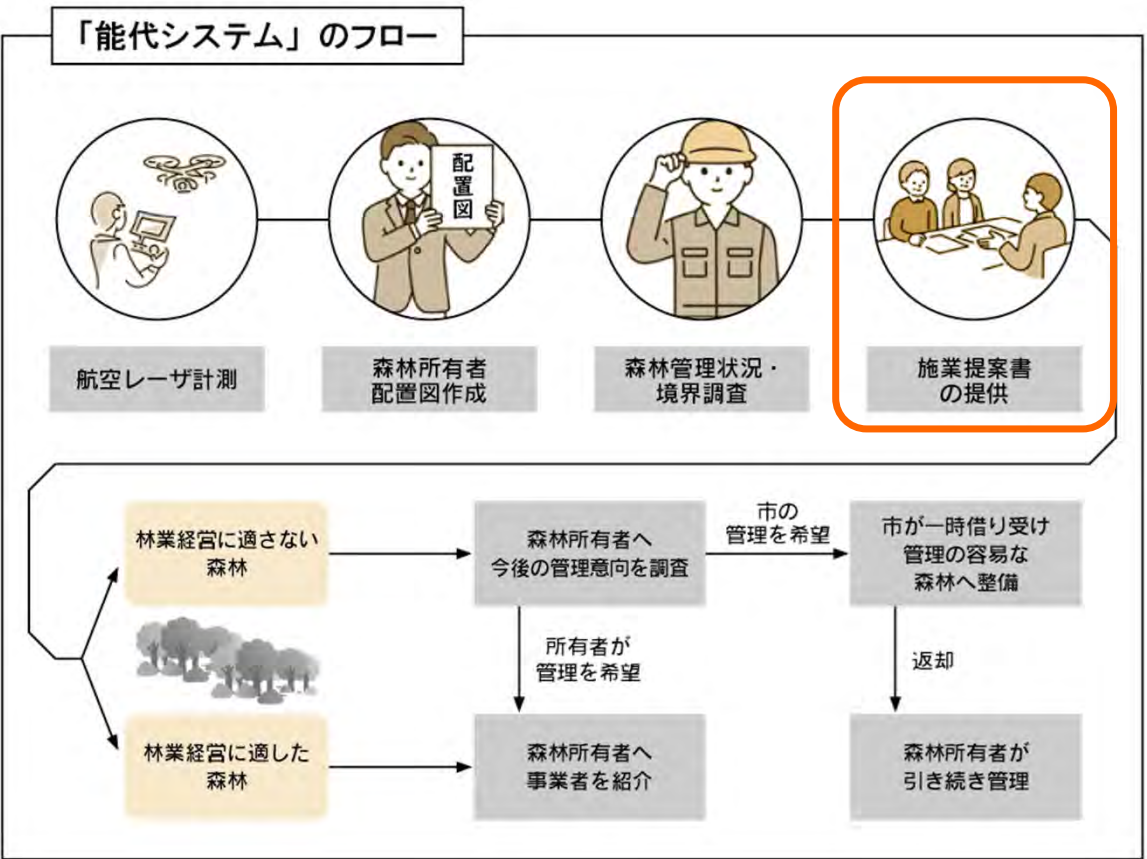 「能代システム」のフロー
配置図
航空レーザ計測
森林所有者
配置図作成
森林管理状況・
境界調査
施業提案書
の提供
林業経営に適さない
森林
森林所有者へ
今後の管理意向を調査
市の
管理を希望
市が一時借り受け
管理の容易な
森林へ整備
所有者が
管理を希望
返却
林業経営に適した
森林
森林所有者へ
事業者を紹介
森林所有者が
引き続き管理